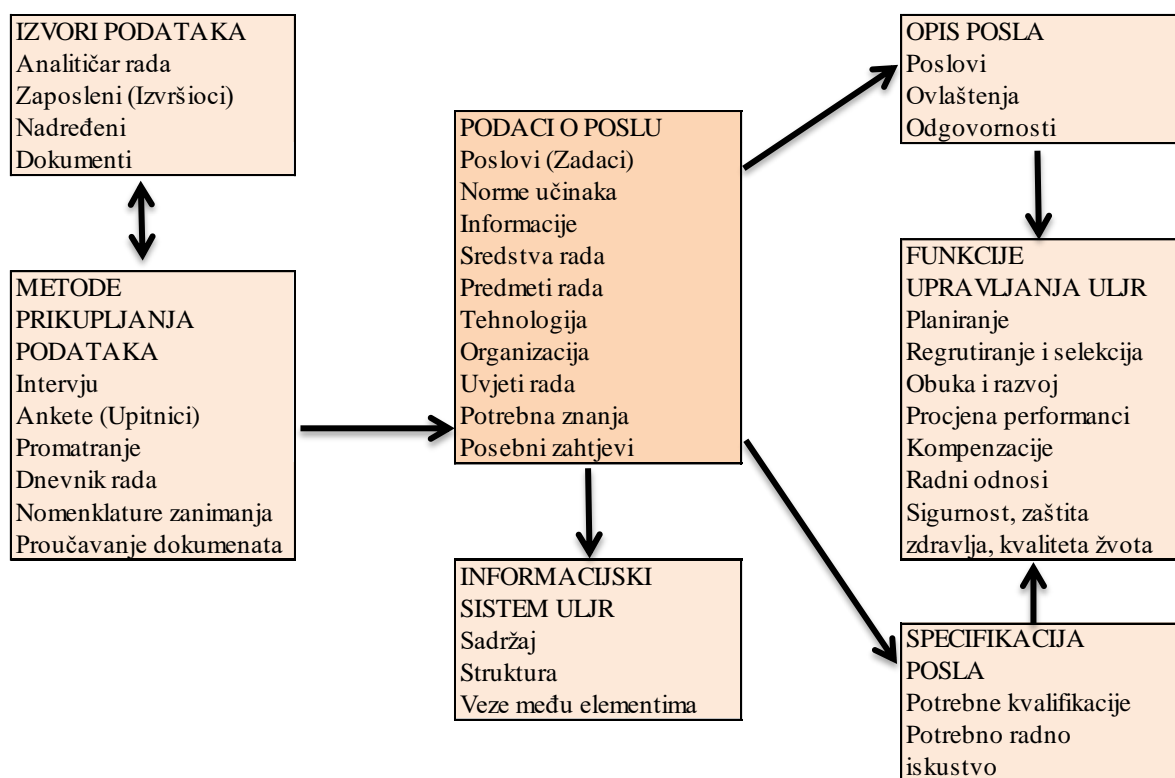 IZVORI PODATAKA
Analitičar rada
Zaposleni (Izvršioci)
Nadređeni
Dokumenti
METODE
PRIKUPLJANJA
PODATAKA
Intervju
Ankete (Upitnici)
Promatranje
Dnevnik rada
Nomenklature zanimanja
Proučavanje dokumenata
PODACI O POSLU
Poslovi (Zadaci)
Norme učinaka
Informacije
Sredstva rada
Predmeti rada
Tehnologija
Organizacija
Uvjeti rada
Potrebna znanja
Posebni zahtjevi
INFORMACIJSKI
SISTEM ULJR
Sadržaj
Struktura
Veze među elementima
OPIS POSLA
Poslovi
Ovlaštenja
Odgovornosti
FUNKCIJE
UPRAVLJANJA ULJR
Planiranje
Regrutiranje i selekcija
Obuka i razvoj
Procjena performanci
Kompenzacije
Radni odnosi
Sigurnost, zaštita
zdravlja, kvaliteta žvota
SPECIFIKACIJA
POSLA
Potrebne kvalifikacije
Potrebno radno
iskustvo